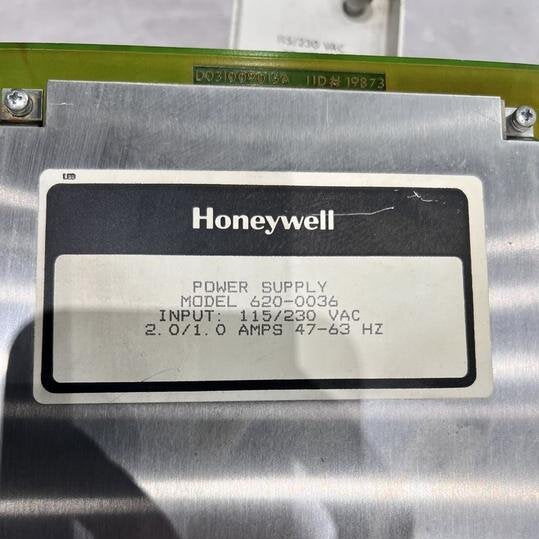 115/230 VAC
IID# 19873
Honeywell
POWER SUPPLY
MODEL 620-0036
INPUT: 115/230 VAC
2.0/1.0 AMPS 47-63 HZ